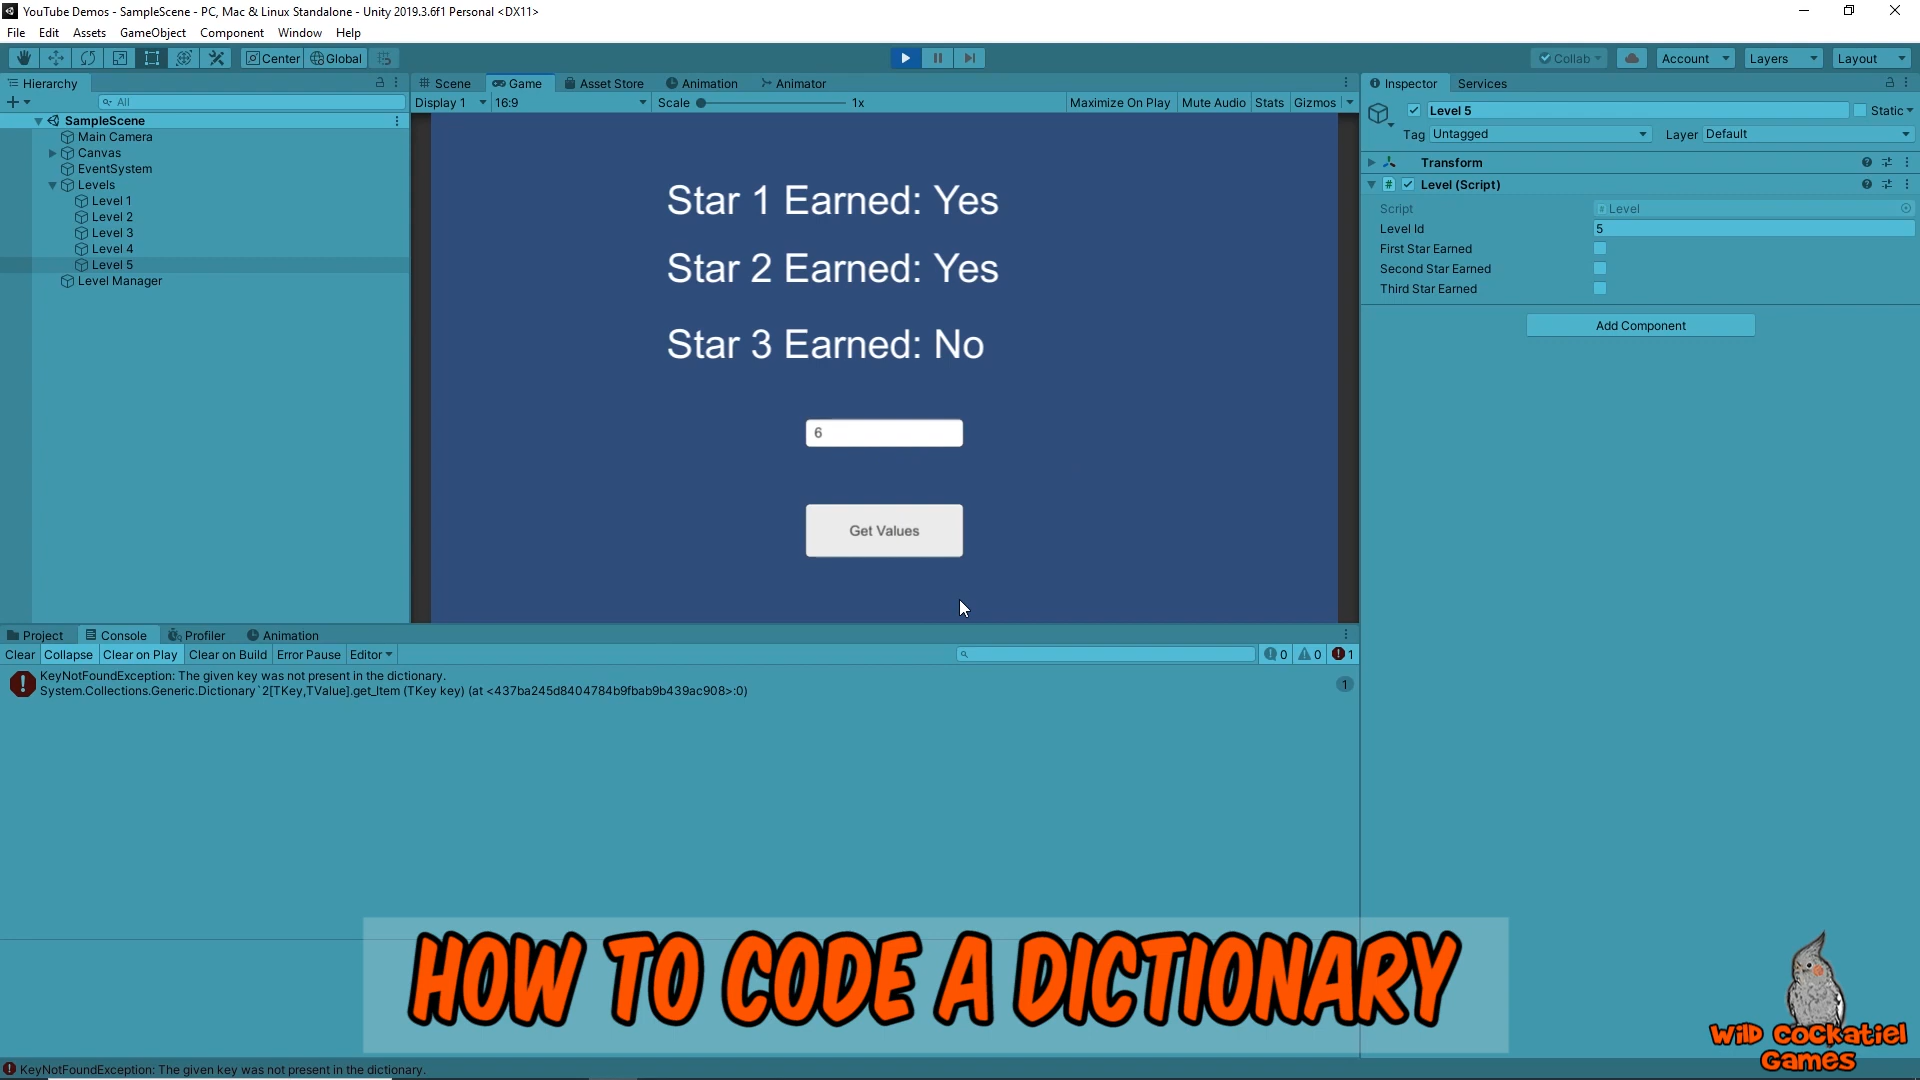 YouTube Demos - SampleScene - PC, Mac & Linux Standalone - Unity 2019.3.6f1 Personal <DX11>
File Edit Assets GameObject Component Window Help
Center Global Collab Account Layers Layout
Hierarchy
All
SampleScene
Main Camera
Canvas
EventSystem
Levels
Level 1
Level 2
Level 3
Level 4
Level 5
Level Manager
Scene Game Asset Store Animation Animator
Display 1 16:9 Scale 1x Maximize On Play Mute Audio Stats Gizmos
Star 1 Earned: Yes
Star 2 Earned: Yes
Star 3 Earned: No
6
Get Values
Inspector Services
Level 5 Static
Tag Untagged Layer Default
Transform
# Level (Script)
Script Level
Level Id 5
First Star Earned
Second Star Earned
Third Star Earned
Add Component
Project Console Profiler Animation
Clear Collapse Clear on Play Clear on Build Error Pause Editor 0 0 1
KeyNotFoundException: The given key was not present in the dictionary.
System.Collections.Generic.Dictionary`2[TKey,TValue].get_Item (TKey key) (at <437ba245d8404784b9fbab9b439ac908>:0)
1
HOW TO CODE A DICTIONARY
Wild Cockatiel
Games
KeyNotFoundException: The given key was not present in the dictionary.